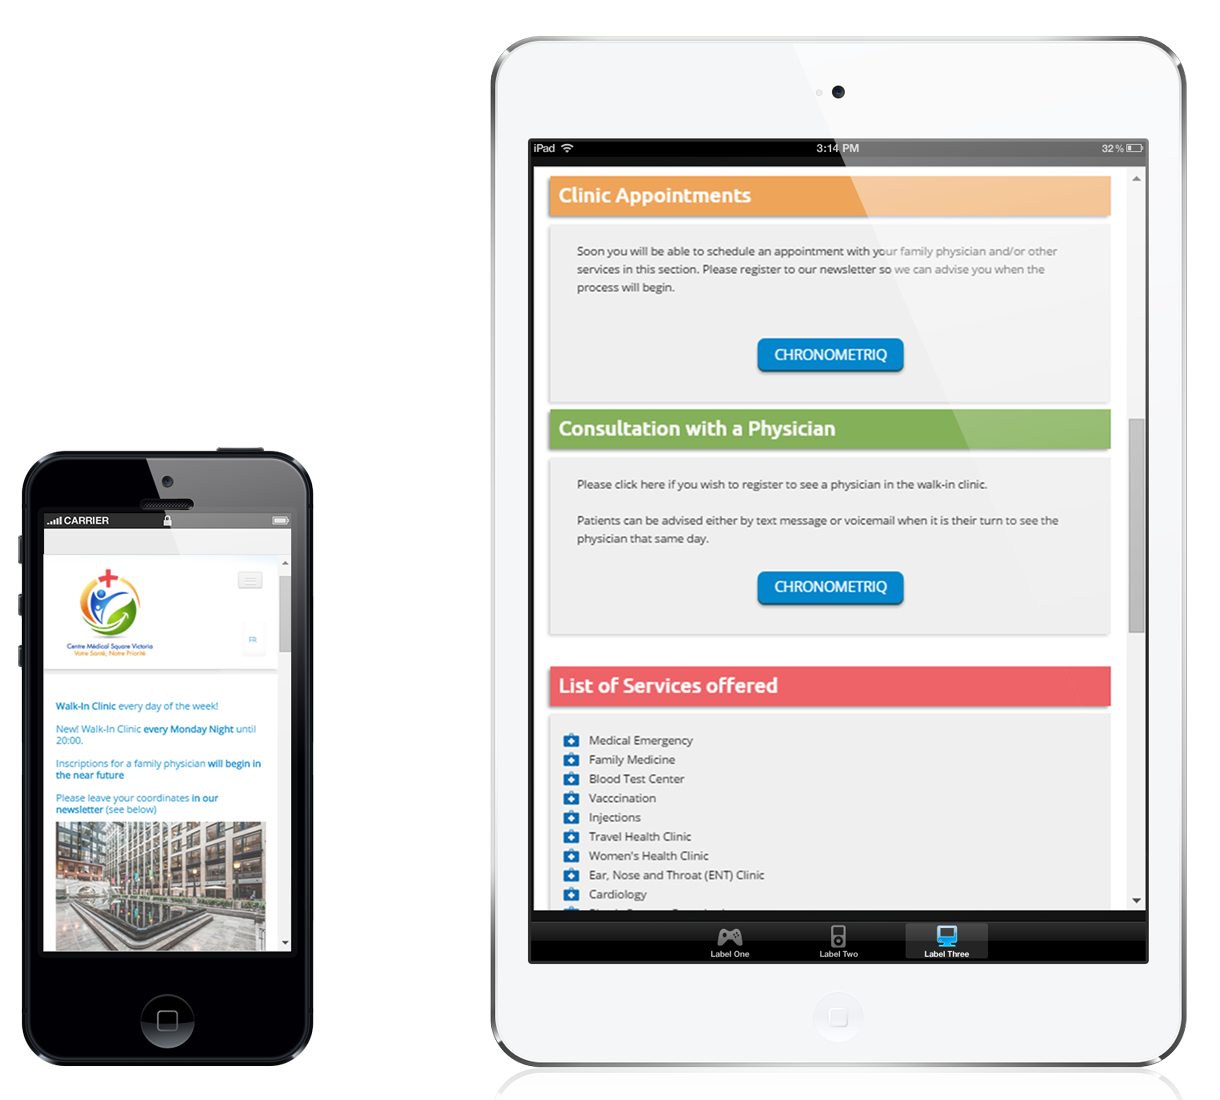 CARRIER
Centre Médical Square Victoria
Votre Santé, Notre Priorité
FR
Walk-In Clinic every day of the week!
New! Walk-In Clinic every Monday Night until
20:00.
Inscriptions for a family physician will begin in
the near future
Please leave your coordinates in our
newsletter (see below)
iPad
3:14 PM
32%
Clinic Appointments
Soon you will be able to schedule an appointment with your family physician and/or other
services in this section. Please register to our newsletter so we can advise you when the
process will begin.
CHRONOMETRIQ
Consultation with a Physician
Please click here if you wish to register to see a physician in the walk-in clinic.
Patients can be advised either by text message or voicemail when it is their turn to see the
physician that same day.
CHRONOMETRIQ
List of Services offered
Medical Emergency
Family Medicine
Blood Test Center
Vacccination
Injections
Travel Health Clinic
Women's Health Clinic
Ear, Nose and Throat (ENT) Clinic
Cardiology
Label One
Label Two
Label Three